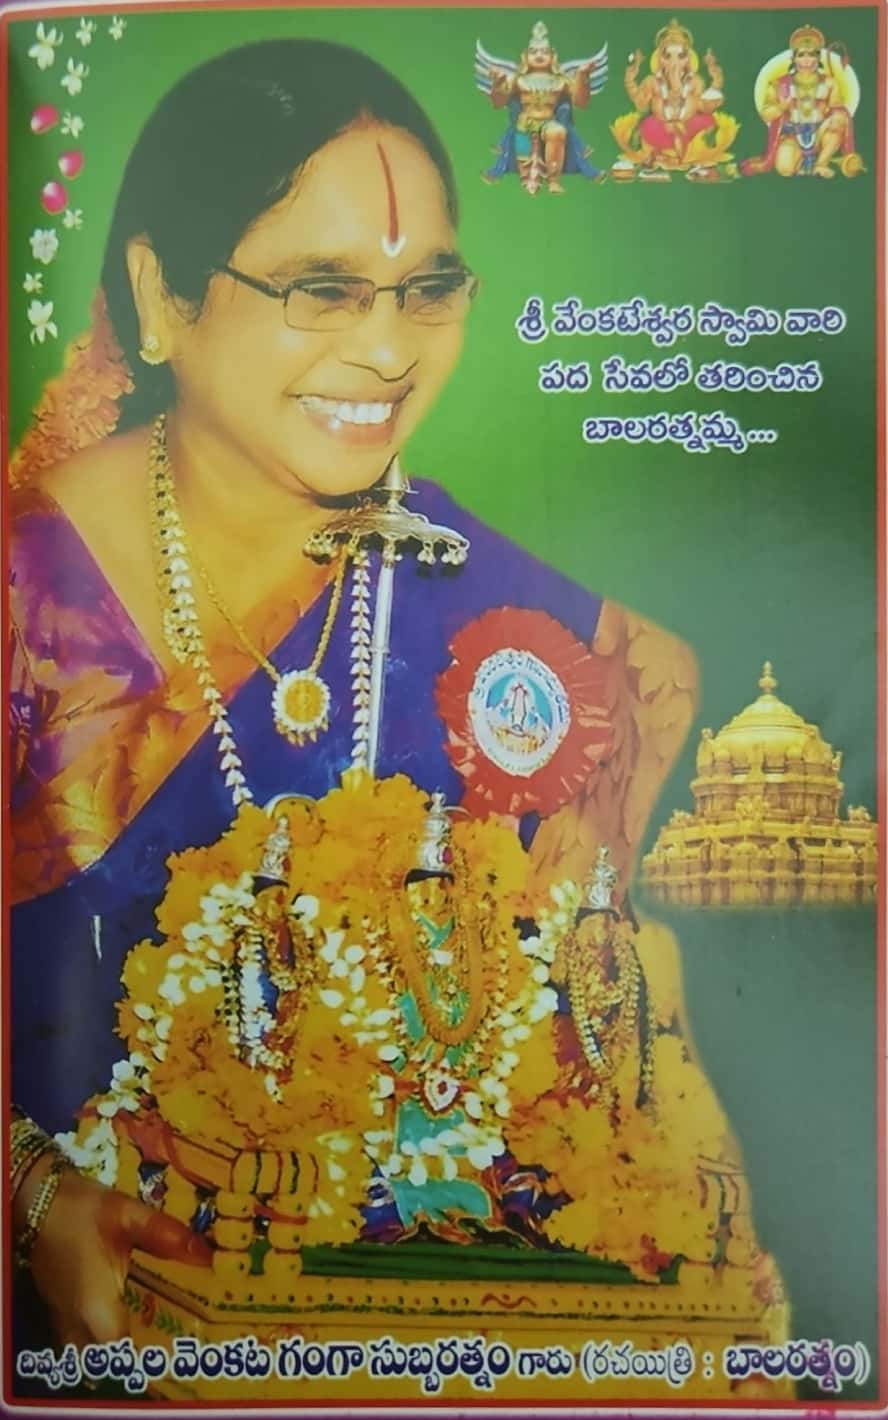 శ్రీ వేంకటేశ్వర స్వామి వారి
పద సేవలో తరించిన
బాలరత్నమ్మ...
దివ్యశ్రీ అప్పల వెంకట గంగా సుబ్బరత్నం గారు (రచయిత్రి : బాలరత్నం)